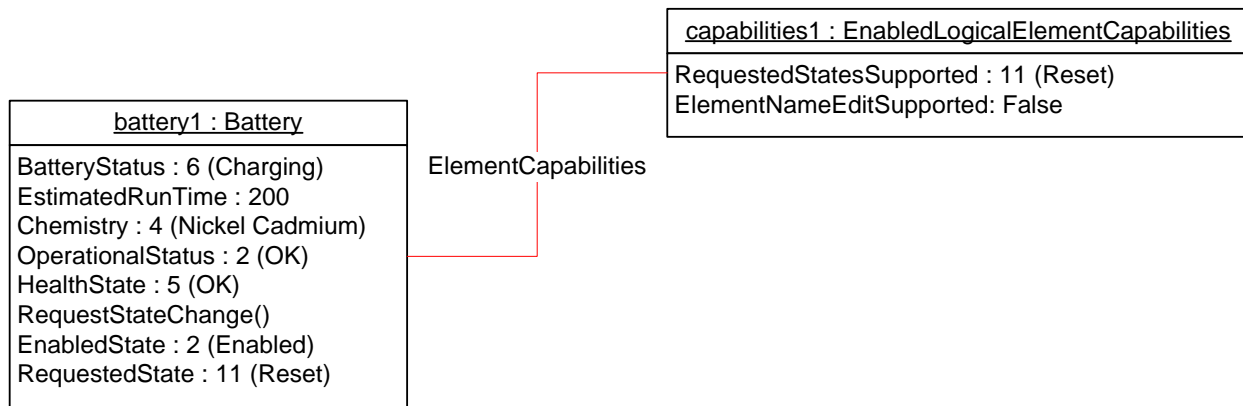 capabilities1 : EnabledLogicalElementCapabilities
RequestedStatesSupported : 11 (Reset)
ElementNameEditSupported: False
battery1 : Battery
BatteryStatus : 6 (Charging)
EstimatedRunTime : 200
Chemistry : 4 (Nickel Cadmium)
OperationalStatus : 2 (OK)
HealthState : 5 (OK)
RequestStateChange()
EnabledState : 2 (Enabled)
RequestedState : 11 (Reset)
ElementCapabilities